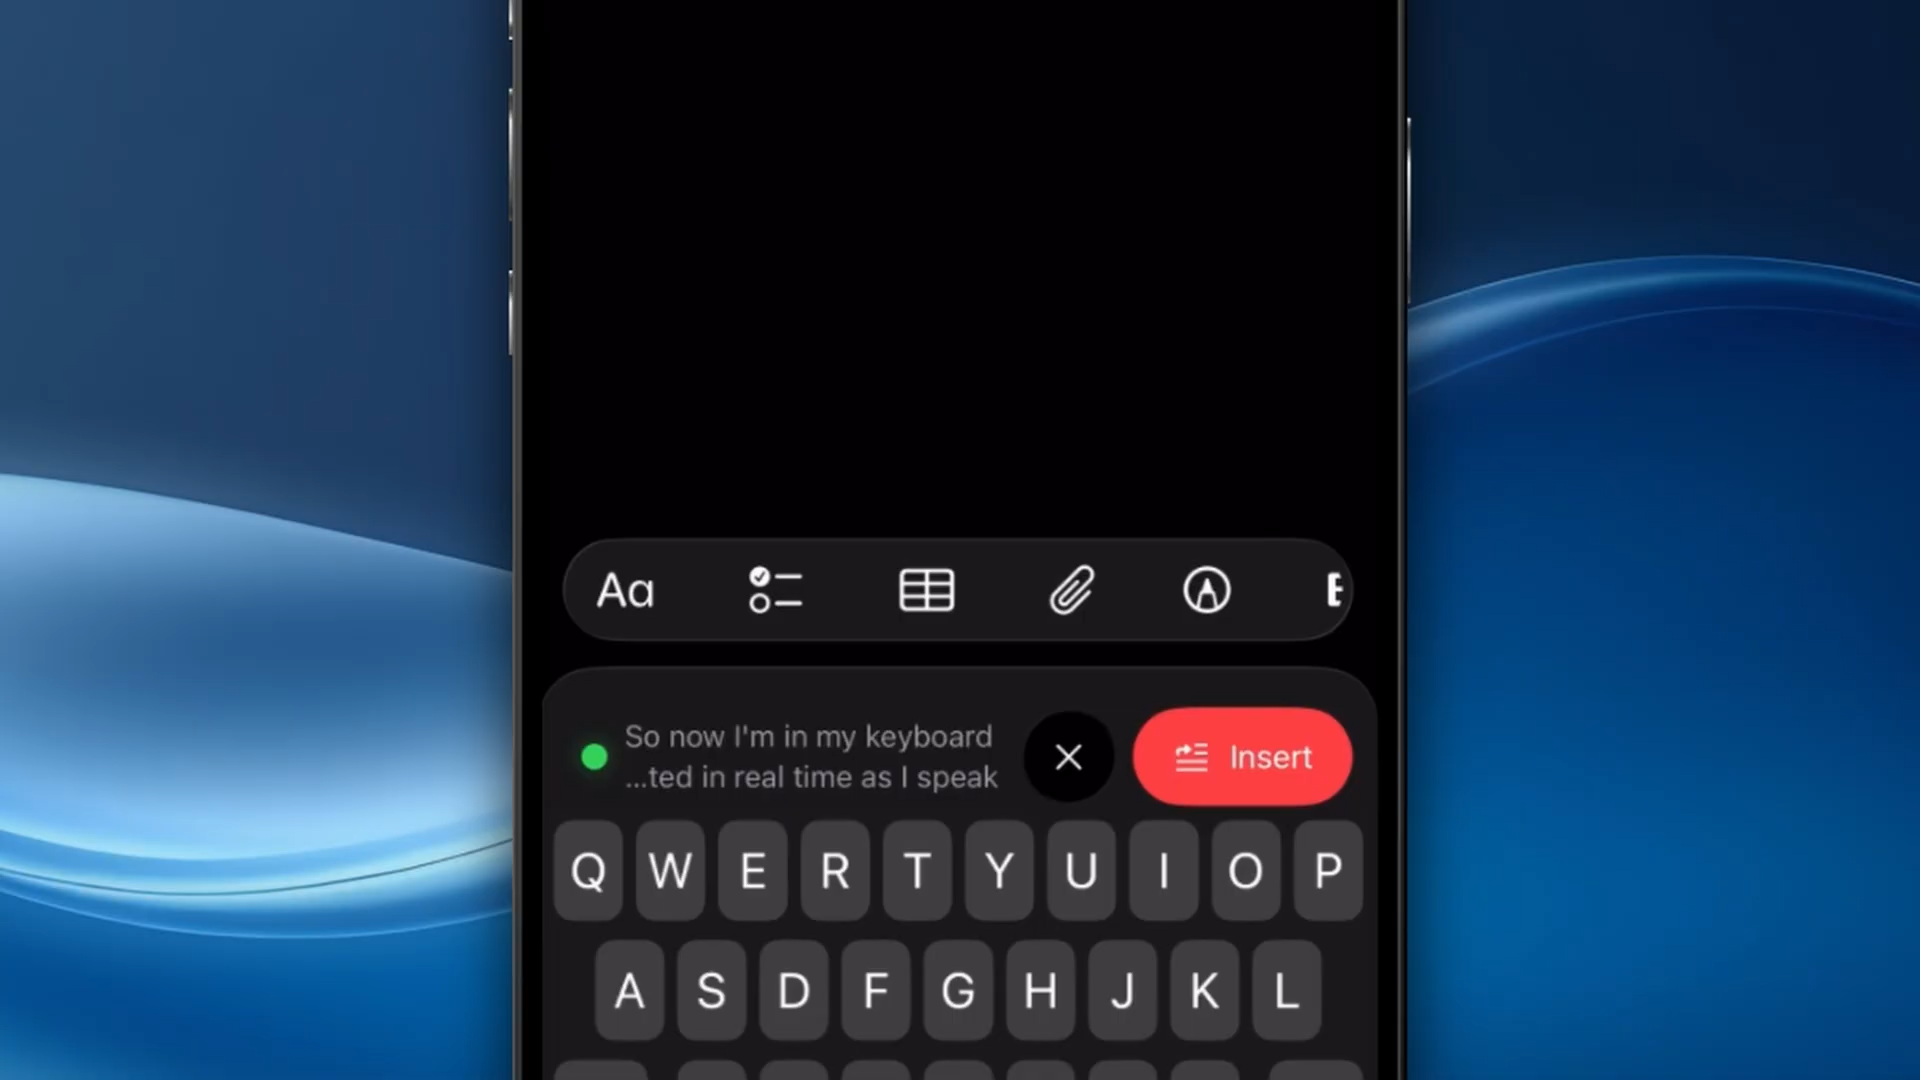 Aa
So now I'm in my keyboard
...ted in real time as I speak
Insert
Q W E R T Y U I O P
A S D F G H J K L